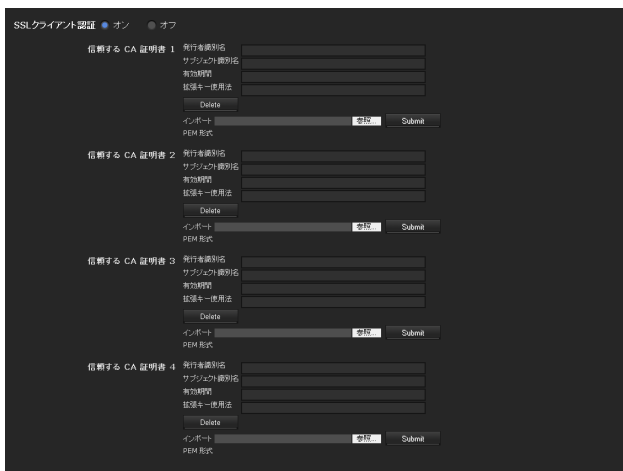 SSLクライアント認証 オン オフ
信頼する CA 証明書 1 発行者識別名
サブジェクト識別名
有効期間
拡張キー使用法
Delete
インポート 参照... Submit
PEM 形式
信頼する CA 証明書 2 発行者識別名
サブジェクト識別名
有効期間
拡張キー使用法
Delete
インポート 参照... Submit
PEM 形式
信頼する CA 証明書 3 発行者識別名
サブジェクト識別名
有効期間
拡張キー使用法
Delete
インポート 参照... Submit
PEM 形式
信頼する CA 証明書 4 発行者識別名
サブジェクト識別名
有効期間
拡張キー使用法
Delete
インポート 参照... Submit
PEM 形式